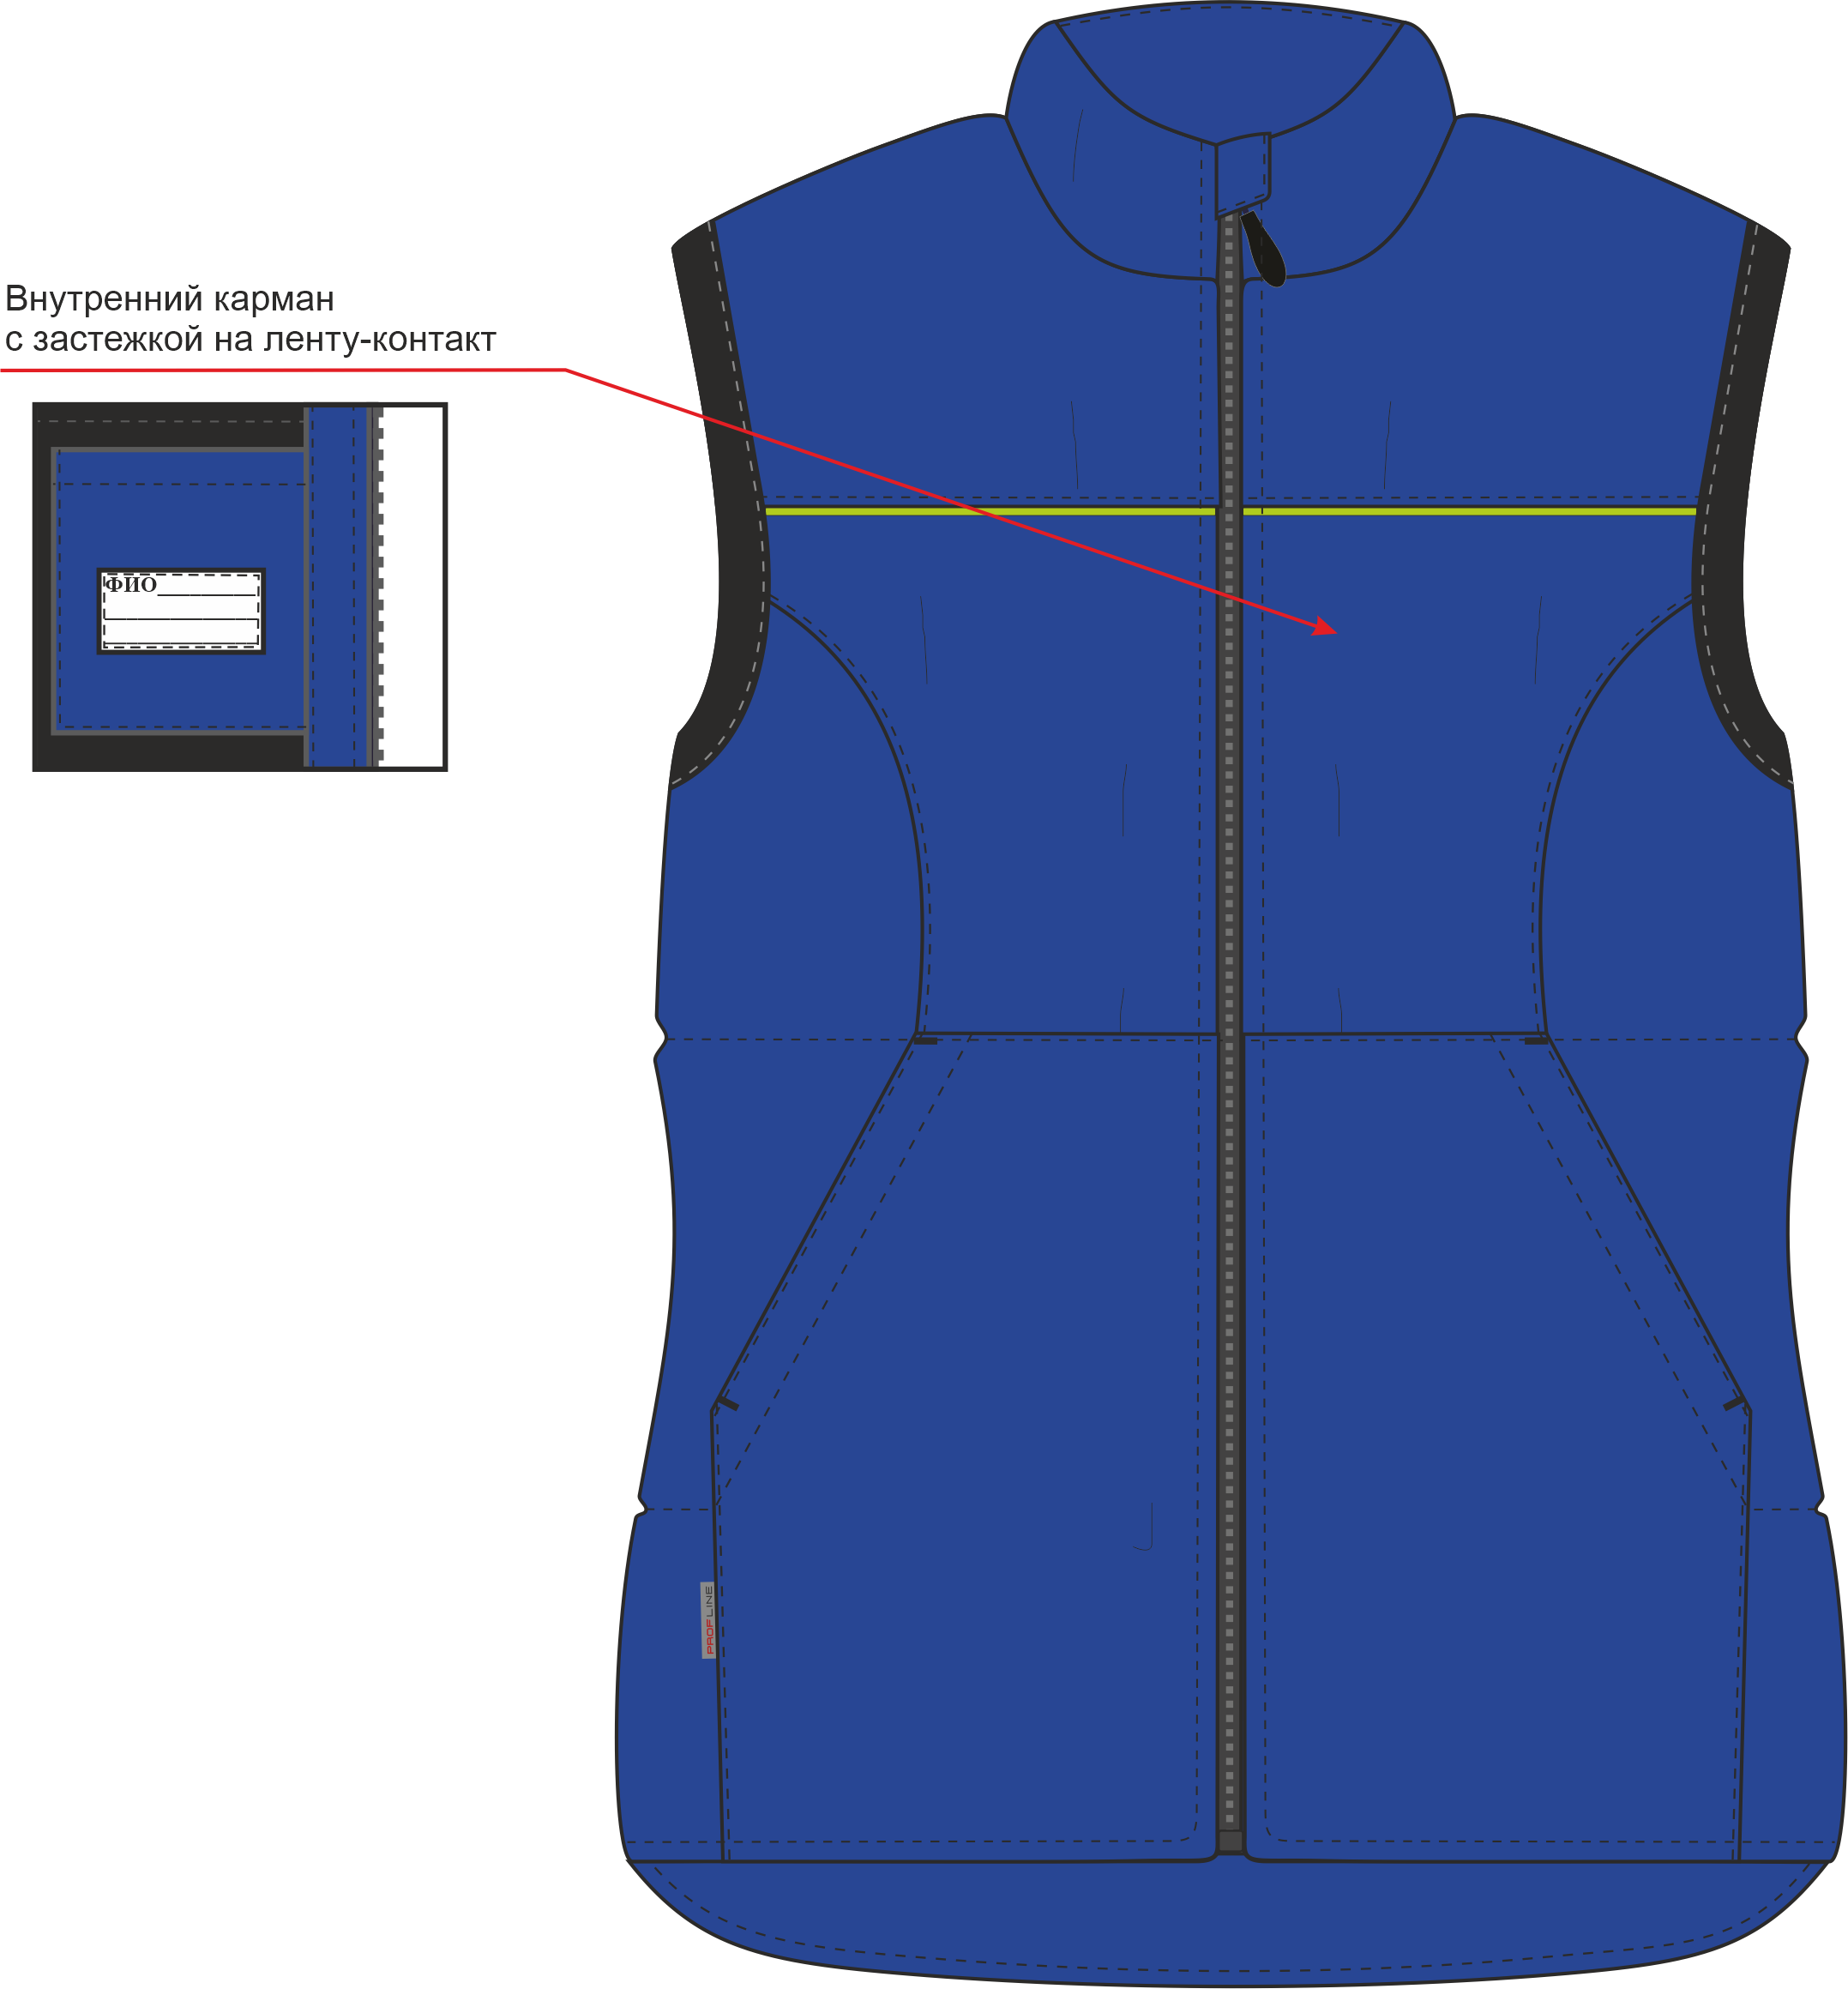 Внутренний карман
с застежкой на ленту-контакт
ФИО
PROFLINE